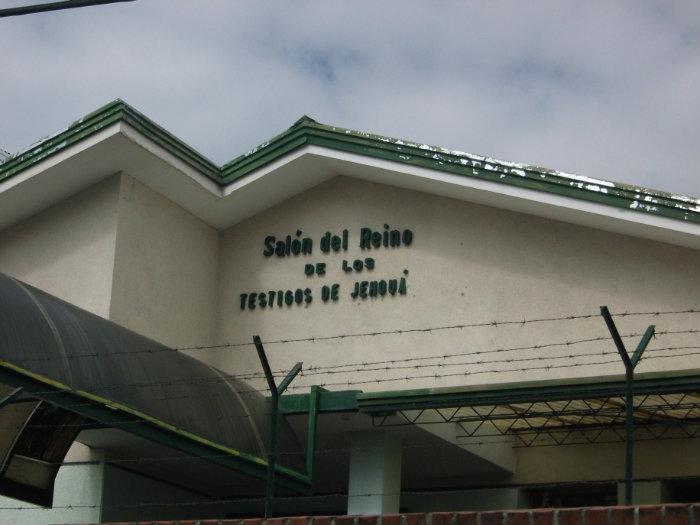 Salón del Reino
DE LOS
TESTIGOS DE JEHOVÁ